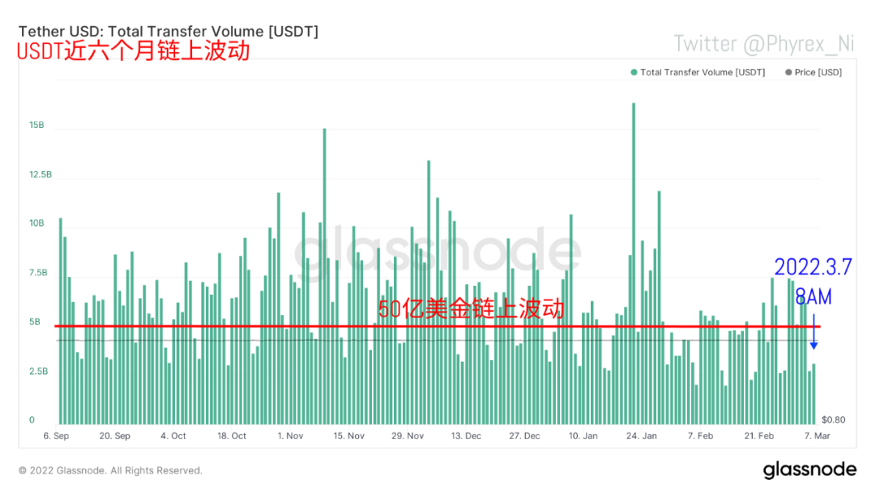 Tether USD: Total Transfer Volume [USDT]
USDT近六个月链上波动
Twitter @Phyrex_Ni
Total Transfer Volume [USDT]
Price [USD]
15B
12.5B
10B
7.5B
5B
2.5B
0
glassnode
2022.3.7
8AM
50亿美金链上波动
$0.80
6. Sep
20. Sep
4. Oct
18. Oct
1. Nov
15. Nov
29. Nov
13. Dec
27. Dec
10. Jan
24. Jan
7. Feb
21. Feb
7. Mar
© 2022 Glassnode. All Rights Reserved.
glassnode